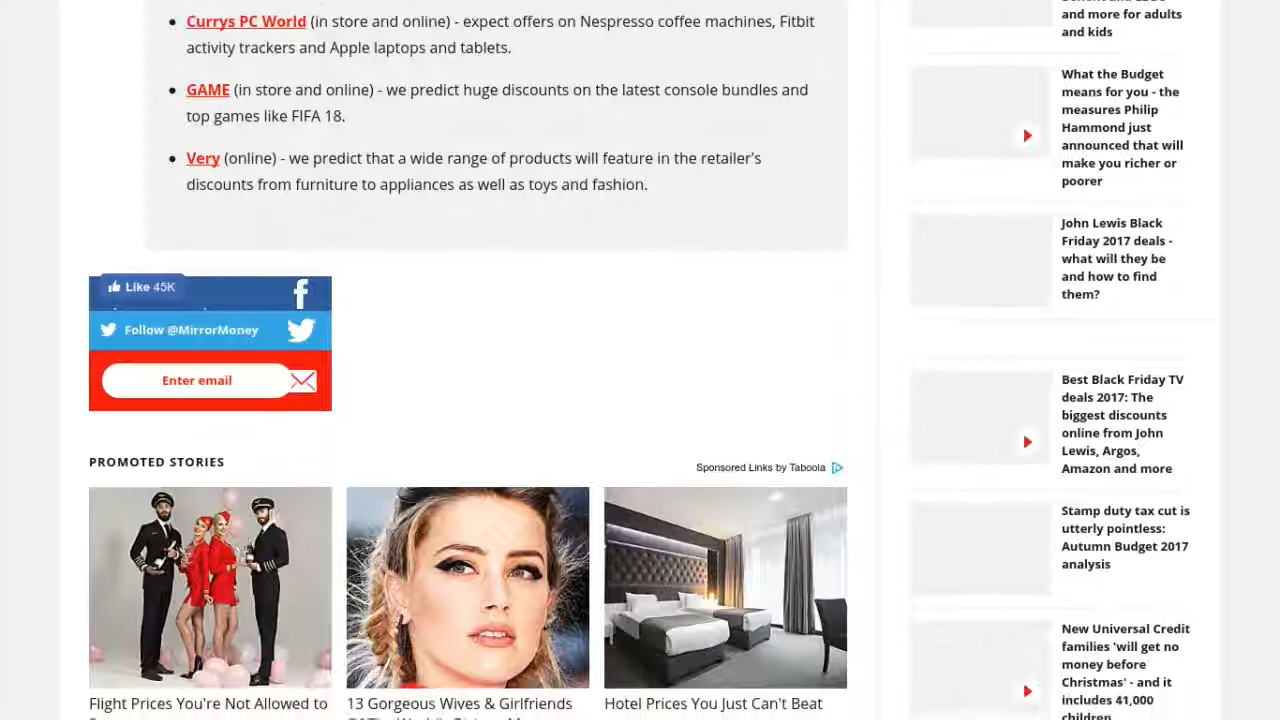 Currys PC World (in store and online) - expect offers on Nespresso coffee machines, Fitbit
activity trackers and Apple laptops and tablets.
GAME (in store and online) - we predict huge discounts on the latest console bundles and
top games like FIFA 18.
Very (online) - we predict that a wide range of products will feature in the retailer's
discounts from furniture to appliances as well as toys and fashion.
Like 45K
Follow @MirrorMoney
Enter email
PROMOTED STORIES
Sponsored Links by Taboola
Flight Prices You're Not Allowed to
13 Gorgeous Wives & Girlfriends
Hotel Prices You Just Can't Beat
and more for adults
and kids
What the Budget
means for you - the
measures Philip
Hammond just
announced that will
make you richer or
poorer
John Lewis Black
Friday 2017 deals -
what will they be
and how to find
them?
Best Black Friday TV
deals 2017: The
biggest discounts
online from John
Lewis, Argos,
Amazon and more
Stamp duty tax cut is
utterly pointless:
Autumn Budget 2017
analysis
New Universal Credit
families 'will get no
money before
Christmas' - and it
includes 41,000
children